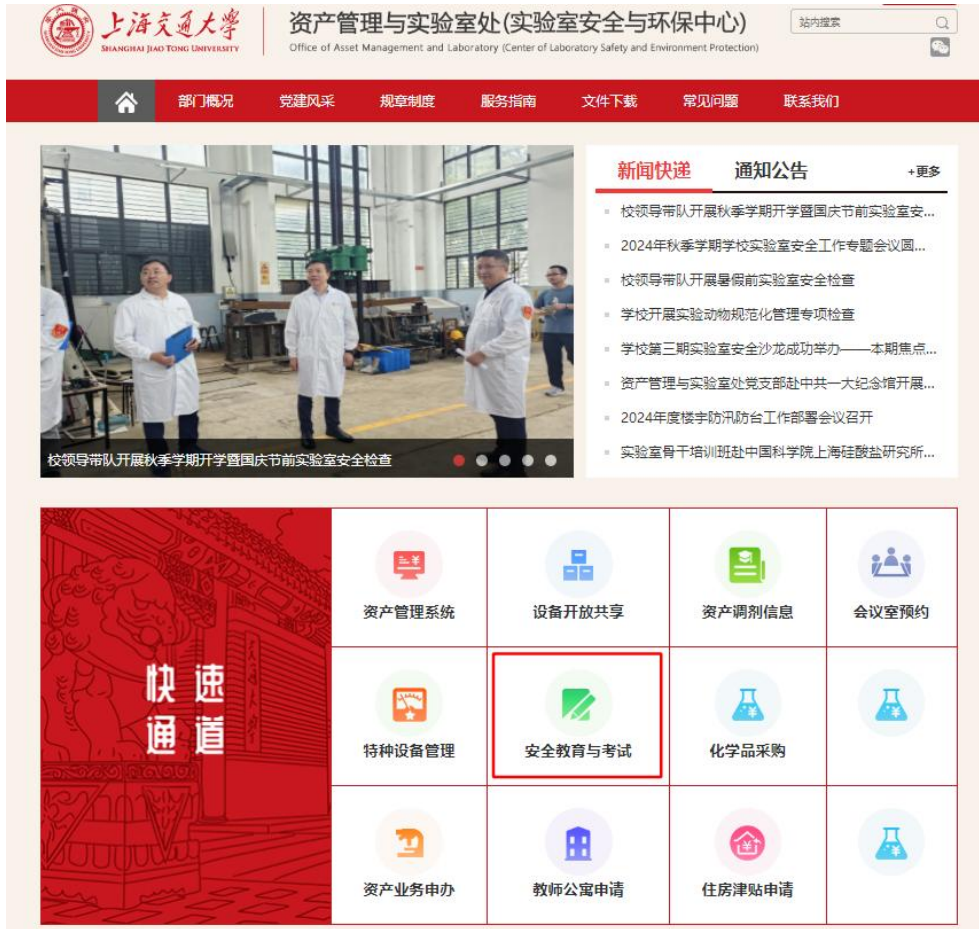 上海交通大学
SHANGHAI JIAO TONG UNIVERSITY
资产管理与实验室处(实验室安全与环保中心)
Office of Asset Management and Laboratory (Center of Laboratory Safety and Environment Protection)
站内搜索
部门概况 党建风采 规章制度 服务指南 文件下载 常见问题 联系我们
新闻快递 通知公告 +更多
校领导带队开展秋季学期开学暨国庆节前实验室安...
2024年秋季学期学校实验室安全工作专题会议圆...
校领导带队开展暑假前实验室安全检查
学校开展实验动物规范化管理专项检查
学校第三期实验室安全沙龙成功举办——本期焦点...
资产管理与实验室处党支部赴中共一大纪念馆开展...
2024年度楼宇防汛防台工作部署会议召开
实验室骨干培训班赴中国科学院上海硅酸盐研究所...
校领导带队开展秋季学期开学暨国庆节前实验室安全检查
快速
通道
资产管理系统 设备开放共享 资产调剂信息 会议室预约
特种设备管理 安全教育与考试 化学品采购
资产业务申办 教师公寓申请 住房津贴申请